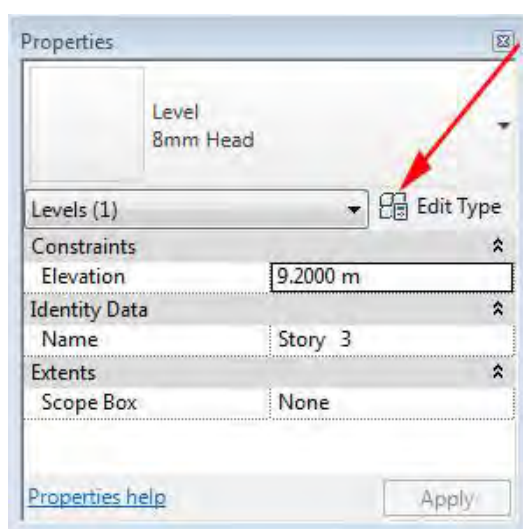 Properties
Level
8mm Head
Levels (1) Edit Type
Constraints
Elevation 9.2000 m
Identity Data
Name Story 3
Extents
Scope Box None
Properties help Apply